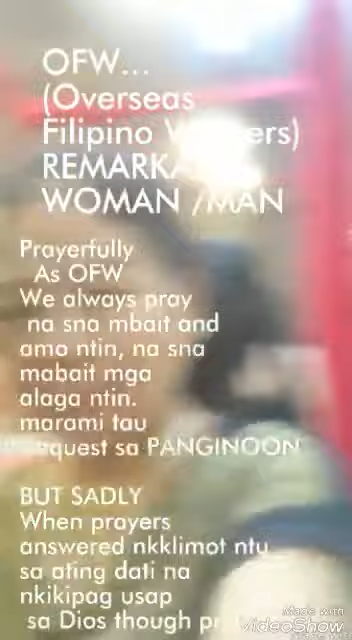 OFW...
(Overseas
Filipino
WOMAN /MAN
Prayerfully
As OFW
We always pray
na sna mbait and
amo ntin, na sna
mabait mga
alaga ntin.
marami tau
sa PANGINOON
BUT SADLY
When prayers
answered nkklimot ntu
sa ating dati na
nkikipag usap
sa Dios though
Made with
VideoShow